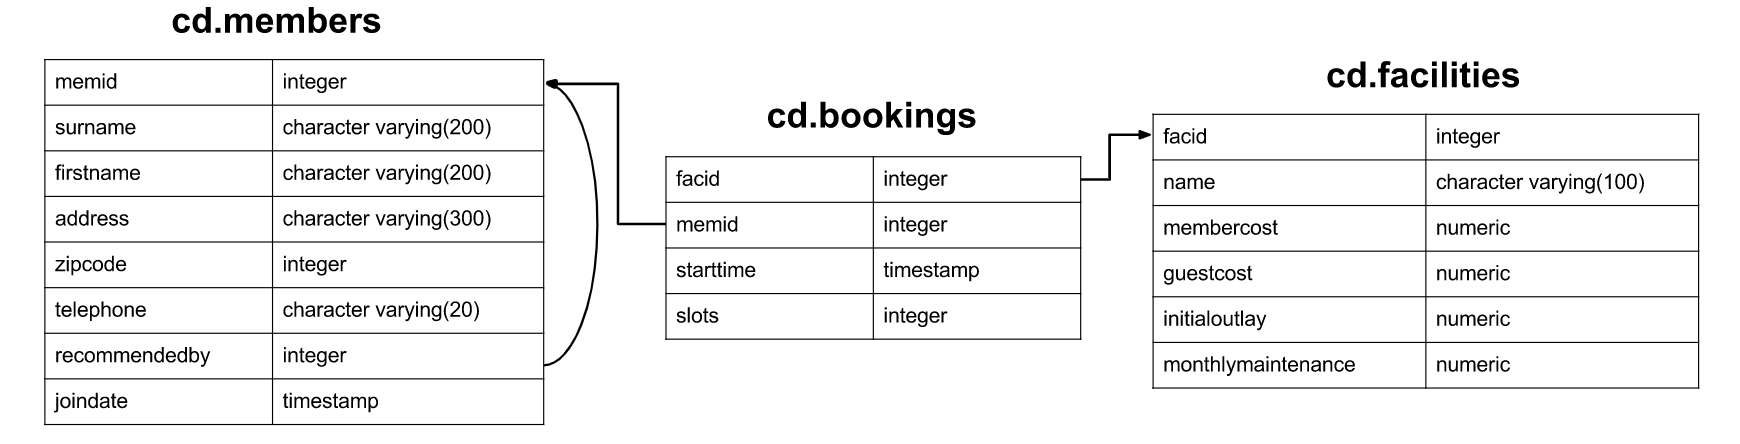 cd.members
memid integer
surname character varying(200)
firstname character varying(200)
address character varying(300)
zipcode integer
telephone character varying(20)
recommendedby integer
joindate timestamp
cd.bookings
facid integer
memid integer
starttime timestamp
slots integer
cd.facilities
facid integer
name character varying(100)
membercost numeric
guestcost numeric
initialoutlay numeric
monthlymaintenance numeric